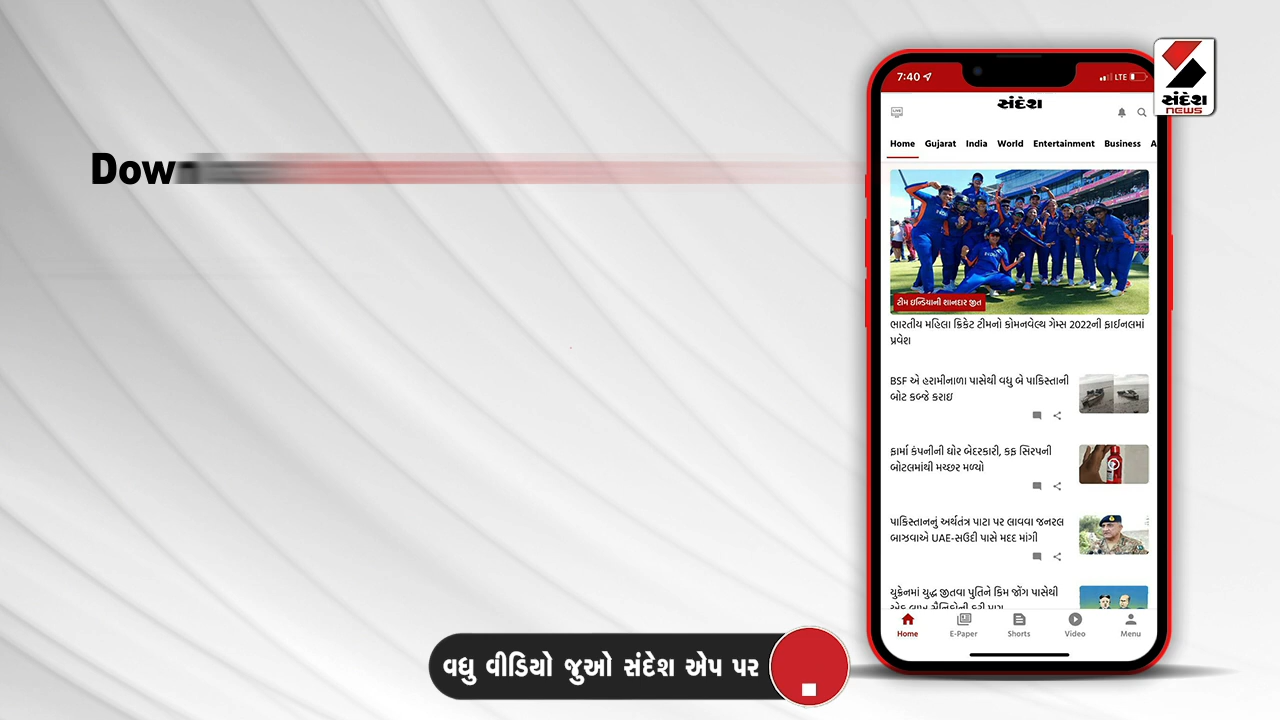 સંદેશ
NEWS
7:40
LTE
સંદેશ
Home Gujarat India World Entertainment Business A
Dow
ટીમ ઇન્ડિયાની શાનદાર જીત
ભારતીય મહિલા ક્રિકેટ ટીમનો કોમનવેલ્થ ગેમ્સ 2022ની ફાઈનલમાં
પ્રવેશ
BSF એ હરામીનાળા પાસેથી વધુ બે પાકિસ્તાની
બોટ કબ્જે કરાઇ
ફાર્મા કંપનીની ઘોર બેદરકારી, કફ સિરપની
બોટલમાંથી મચ્છર મળ્યો
પાકિસ્તાનનું અર્થતંત્ર પાટા પર લાવવા જનરલ
બાઝવાએ UAE-સઉદી પાસે મદદ માંગી
યુક્રેનમાં યુદ્ધ જીતવા પુતિને કિમ જોંગ પાસેથી
Home E-Paper Shorts Video Menu
વધુ વીડિયો જુઓ સંદેશ એપ પર